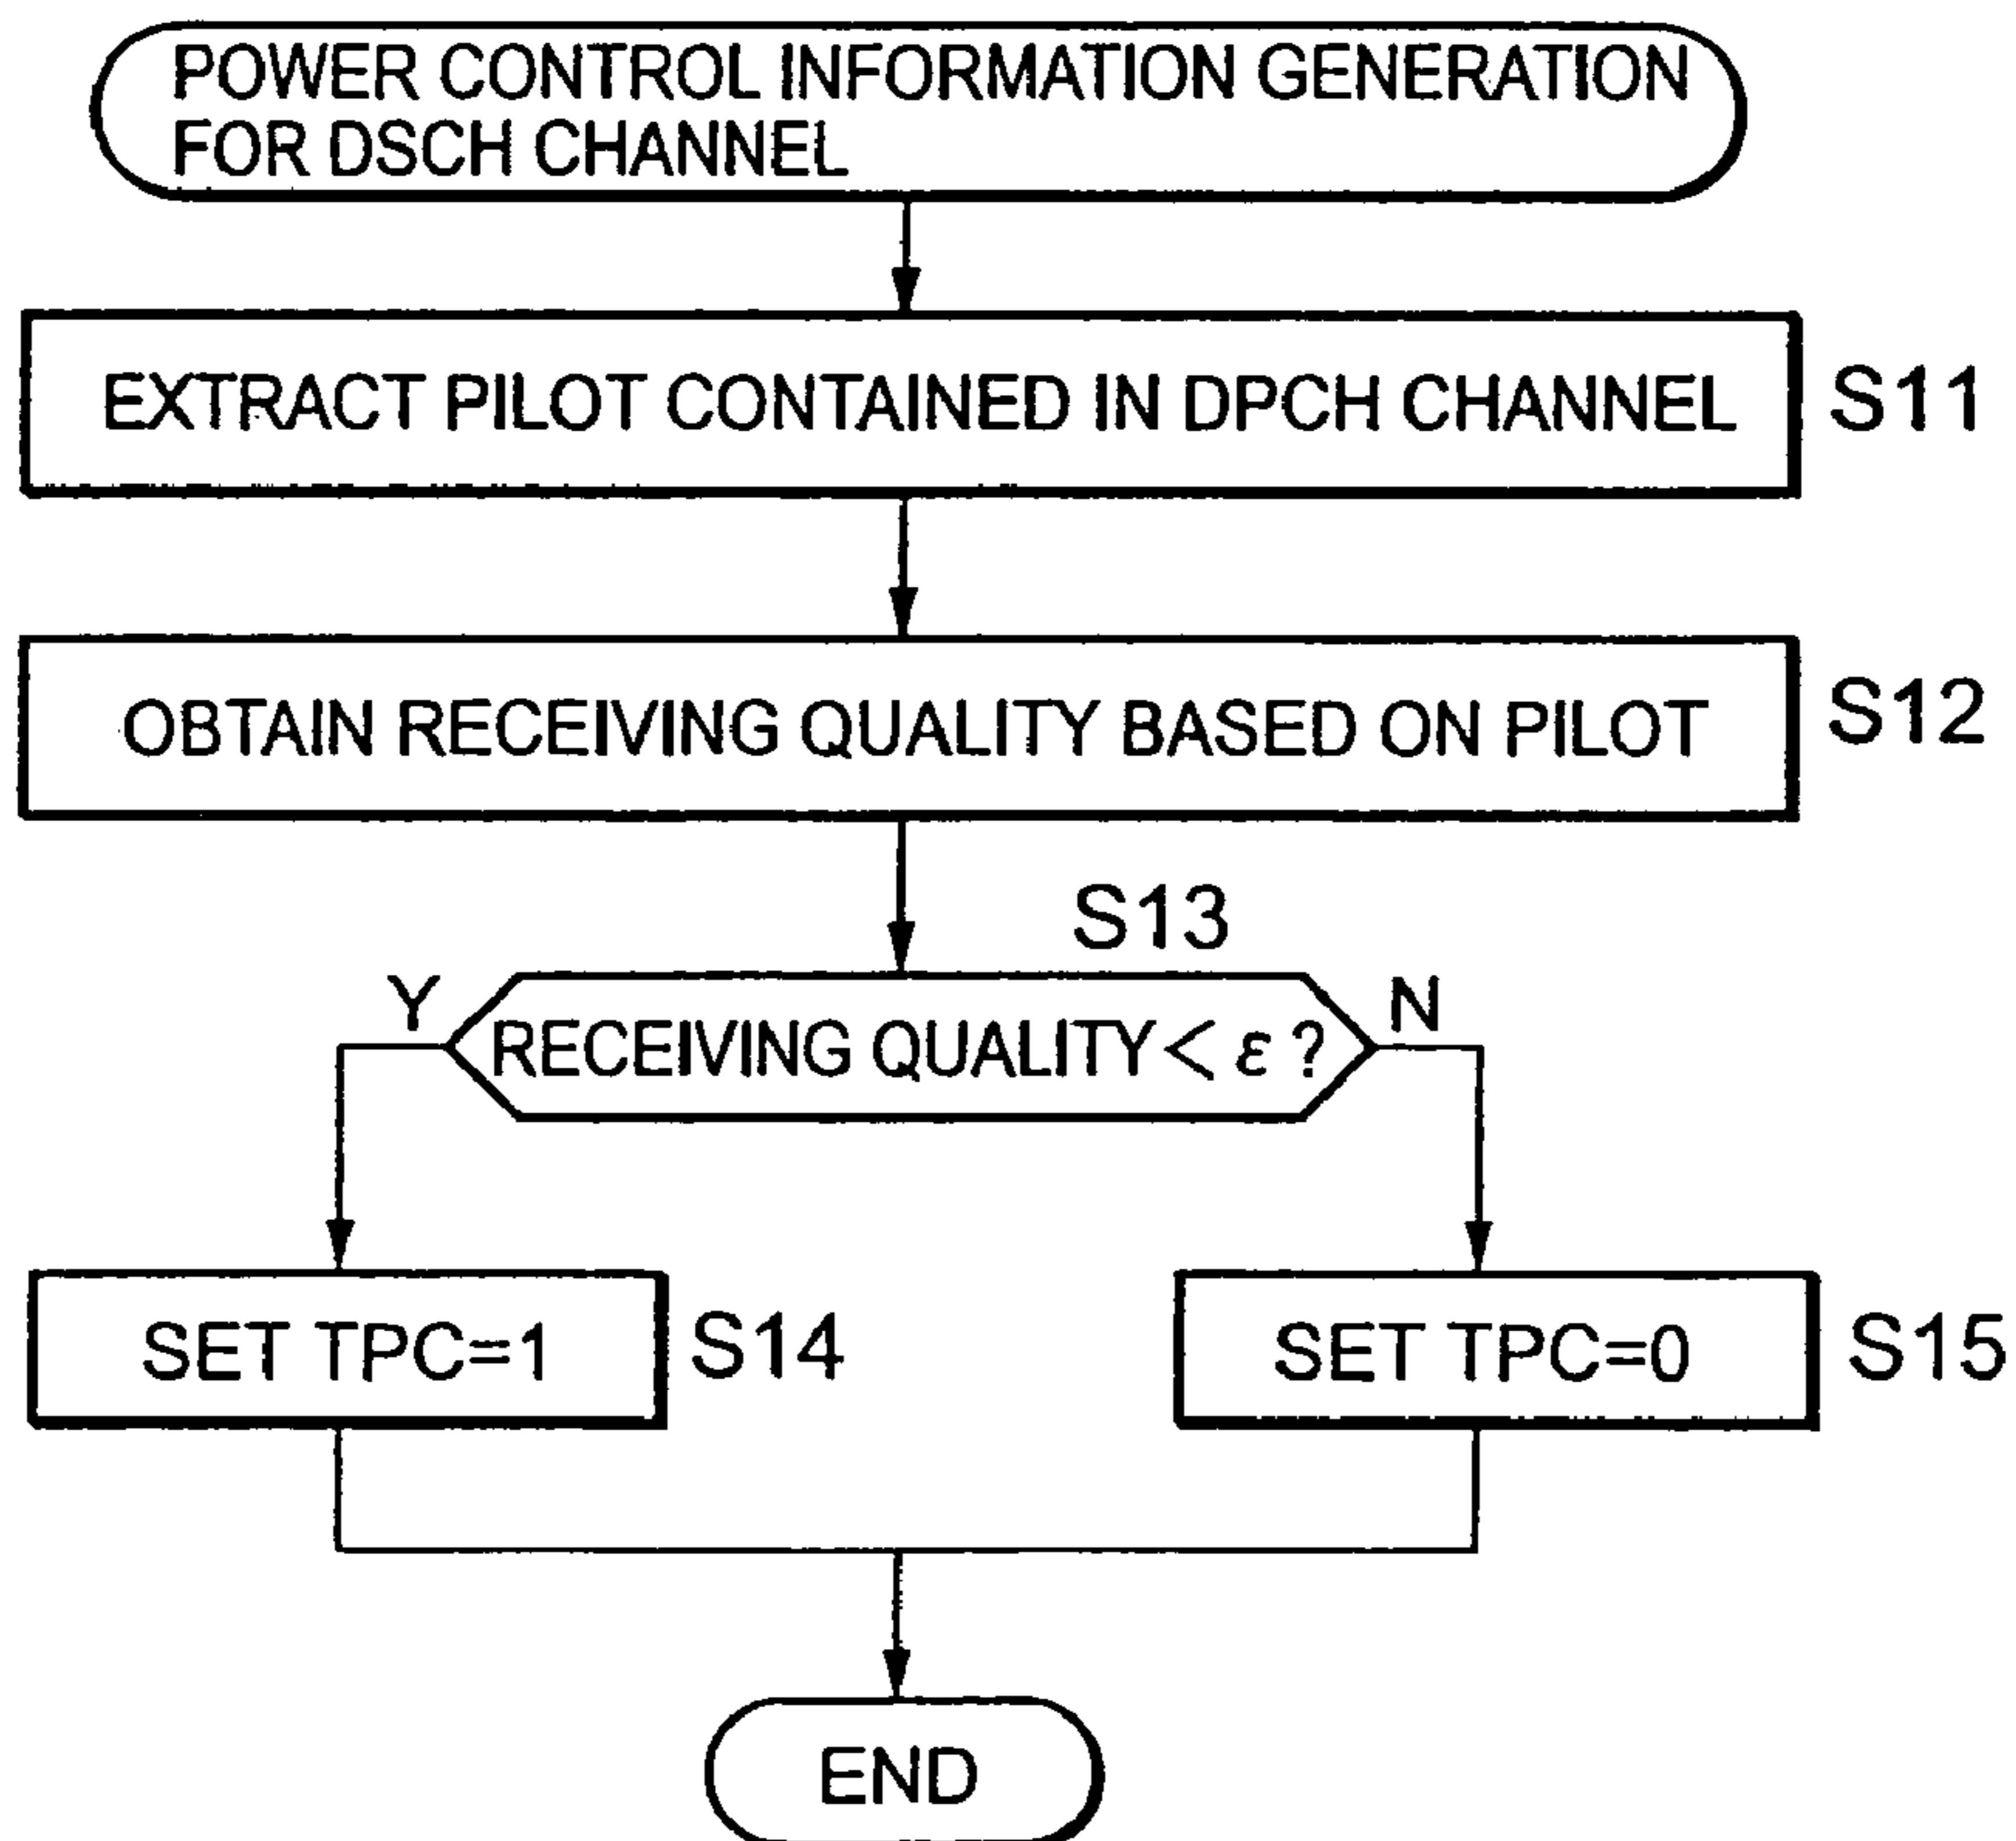 POWER CONTROL INFORMATION GENERATION
FOR DSCH CHANNEL
EXTRACT PILOT CONTAINED IN DPCH CHANNEL
S11
OBTAIN RECEIVING QUALITY BASED ON PILOT
S12
S13
Y
N
RECEIVING QUALITY < ε ?
SET TPC=1
S14
SET TPC=0
S15
END